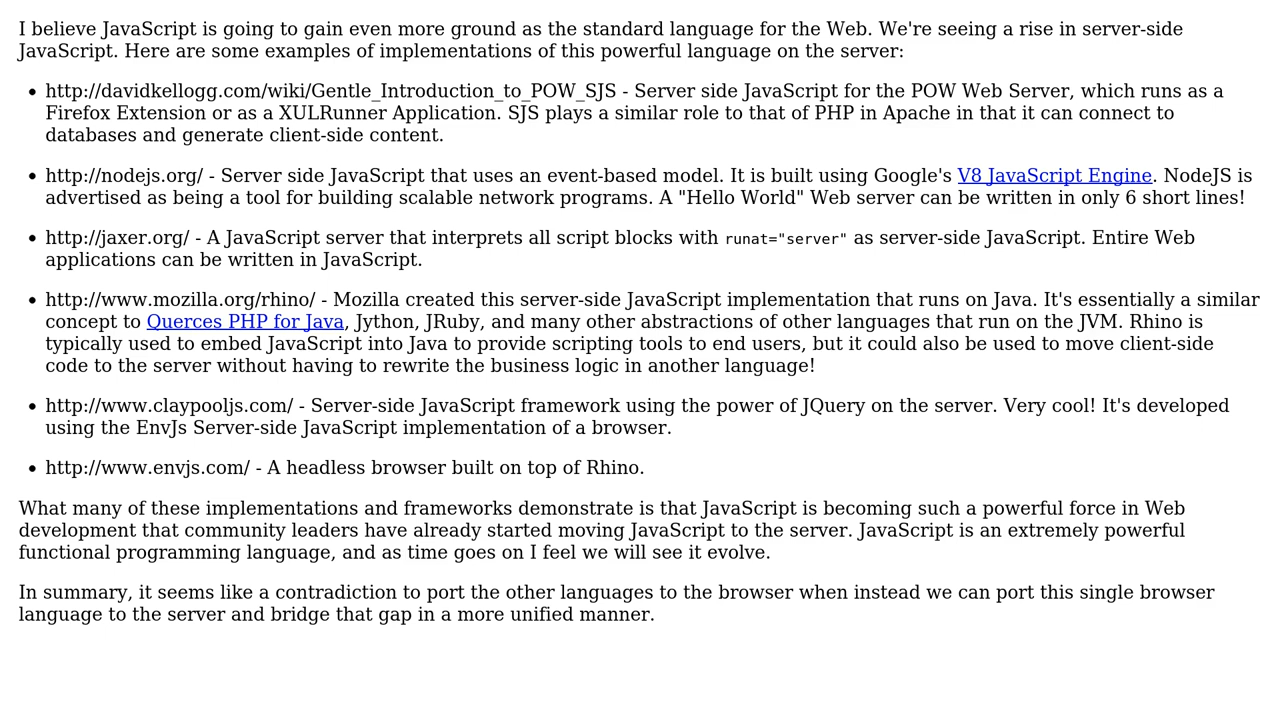 I believe JavaScript is going to gain even more ground as the standard language for the Web. We're seeing a rise in server-side
JavaScript. Here are some examples of implementations of this powerful language on the server:
• http://davidkellogg.com/wiki/Gentle_Introduction_to_POW_SJS - Server side JavaScript for the POW Web Server, which runs as a
Firefox Extension or as a XULRunner Application. SJS plays a similar role to that of PHP in Apache in that it can connect to
databases and generate client-side content.
• http://nodejs.org/ - Server side JavaScript that uses an event-based model. It is built using Google's V8 JavaScript Engine. NodeJS is
advertised as being a tool for building scalable network programs. A "Hello World" Web server can be written in only 6 short lines!
• http://jaxer.org/ - A JavaScript server that interprets all script blocks with runat="server" as server-side JavaScript. Entire Web
applications can be written in JavaScript.
• http://www.mozilla.org/rhino/ - Mozilla created this server-side JavaScript implementation that runs on Java. It's essentially a similar
concept to Querces PHP for Java, Jython, JRuby, and many other abstractions of other languages that run on the JVM. Rhino is
typically used to embed JavaScript into Java to provide scripting tools to end users, but it could also be used to move client-side
code to the server without having to rewrite the business logic in another language!
• http://www.claypooljs.com/ - Server-side JavaScript framework using the power of JQuery on the server. Very cool! It's developed
using the EnvJs Server-side JavaScript implementation of a browser.
• http://www.envjs.com/ - A headless browser built on top of Rhino.
What many of these implementations and frameworks demonstrate is that JavaScript is becoming such a powerful force in Web
development that community leaders have already started moving JavaScript to the server. JavaScript is an extremely powerful
functional programming language, and as time goes on I feel we will see it evolve.
In summary, it seems like a contradiction to port the other languages to the browser when instead we can port this single browser
language to the server and bridge that gap in a more unified manner.